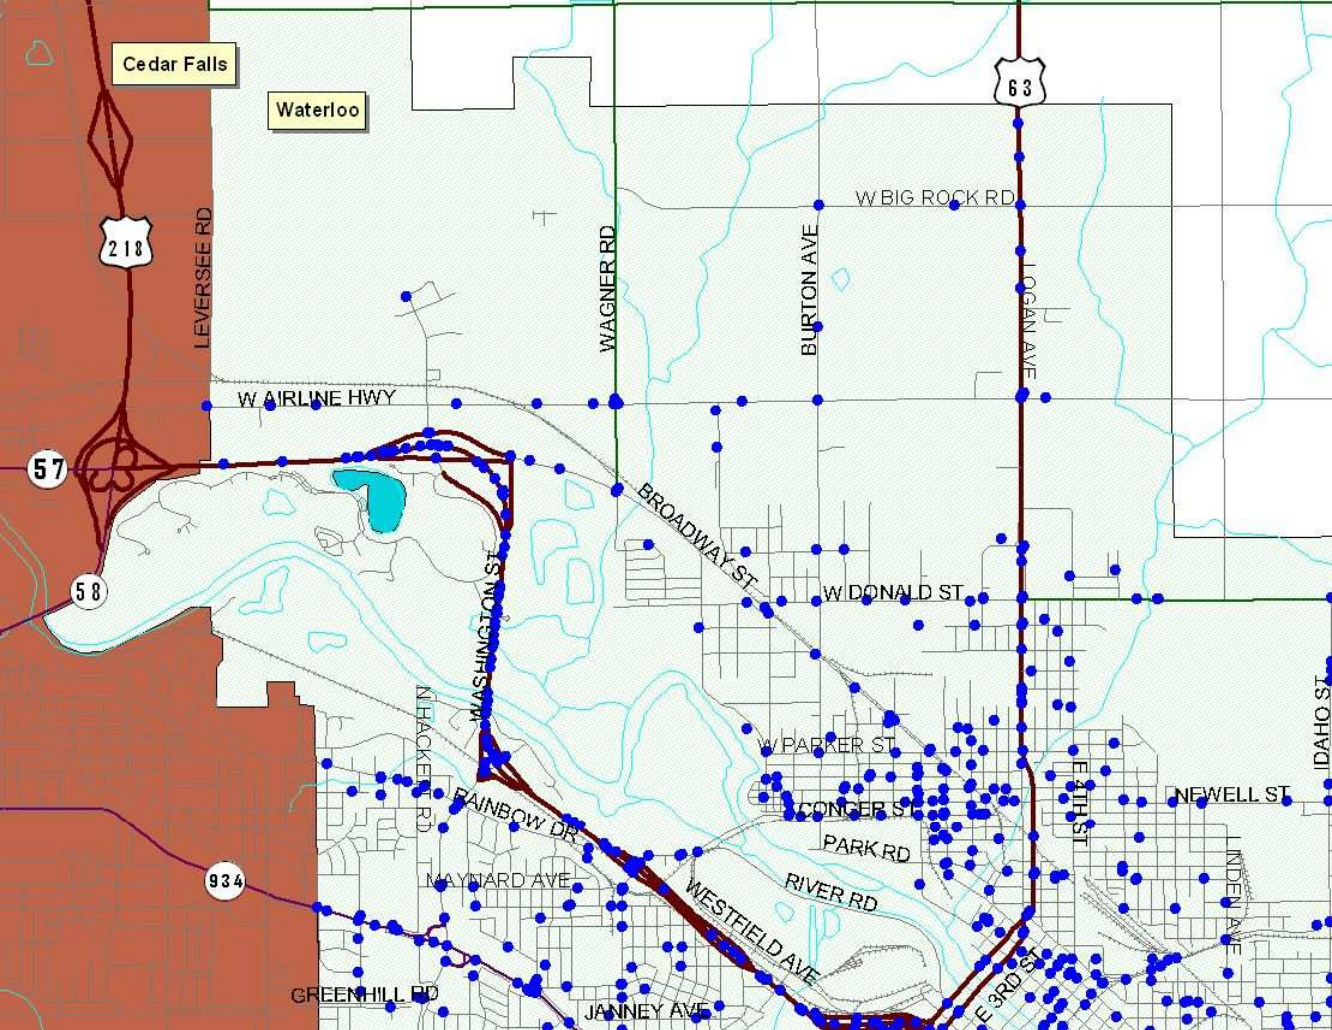 Cedar Falls
Waterloo
63
W BIG ROCK RD
218
LEVERSEE RD
WAGNER RD
BURTON AVE
LOGAN AVE
W AIRLINE HWY
57
BROADWAY ST
58
W DONALD ST
WASHINGTON ST
N HACKETT RD
W PARKER ST
IDAHO ST
E 4TH ST
NEWELL ST
RAINBOW DR
CONGER ST
PARK RD
934
MAYNARD AVE
RIVER RD
LINDEN AVE
WESTFIELD AVE
GREENHILL RD
E 3RD ST
JANNEY AVE